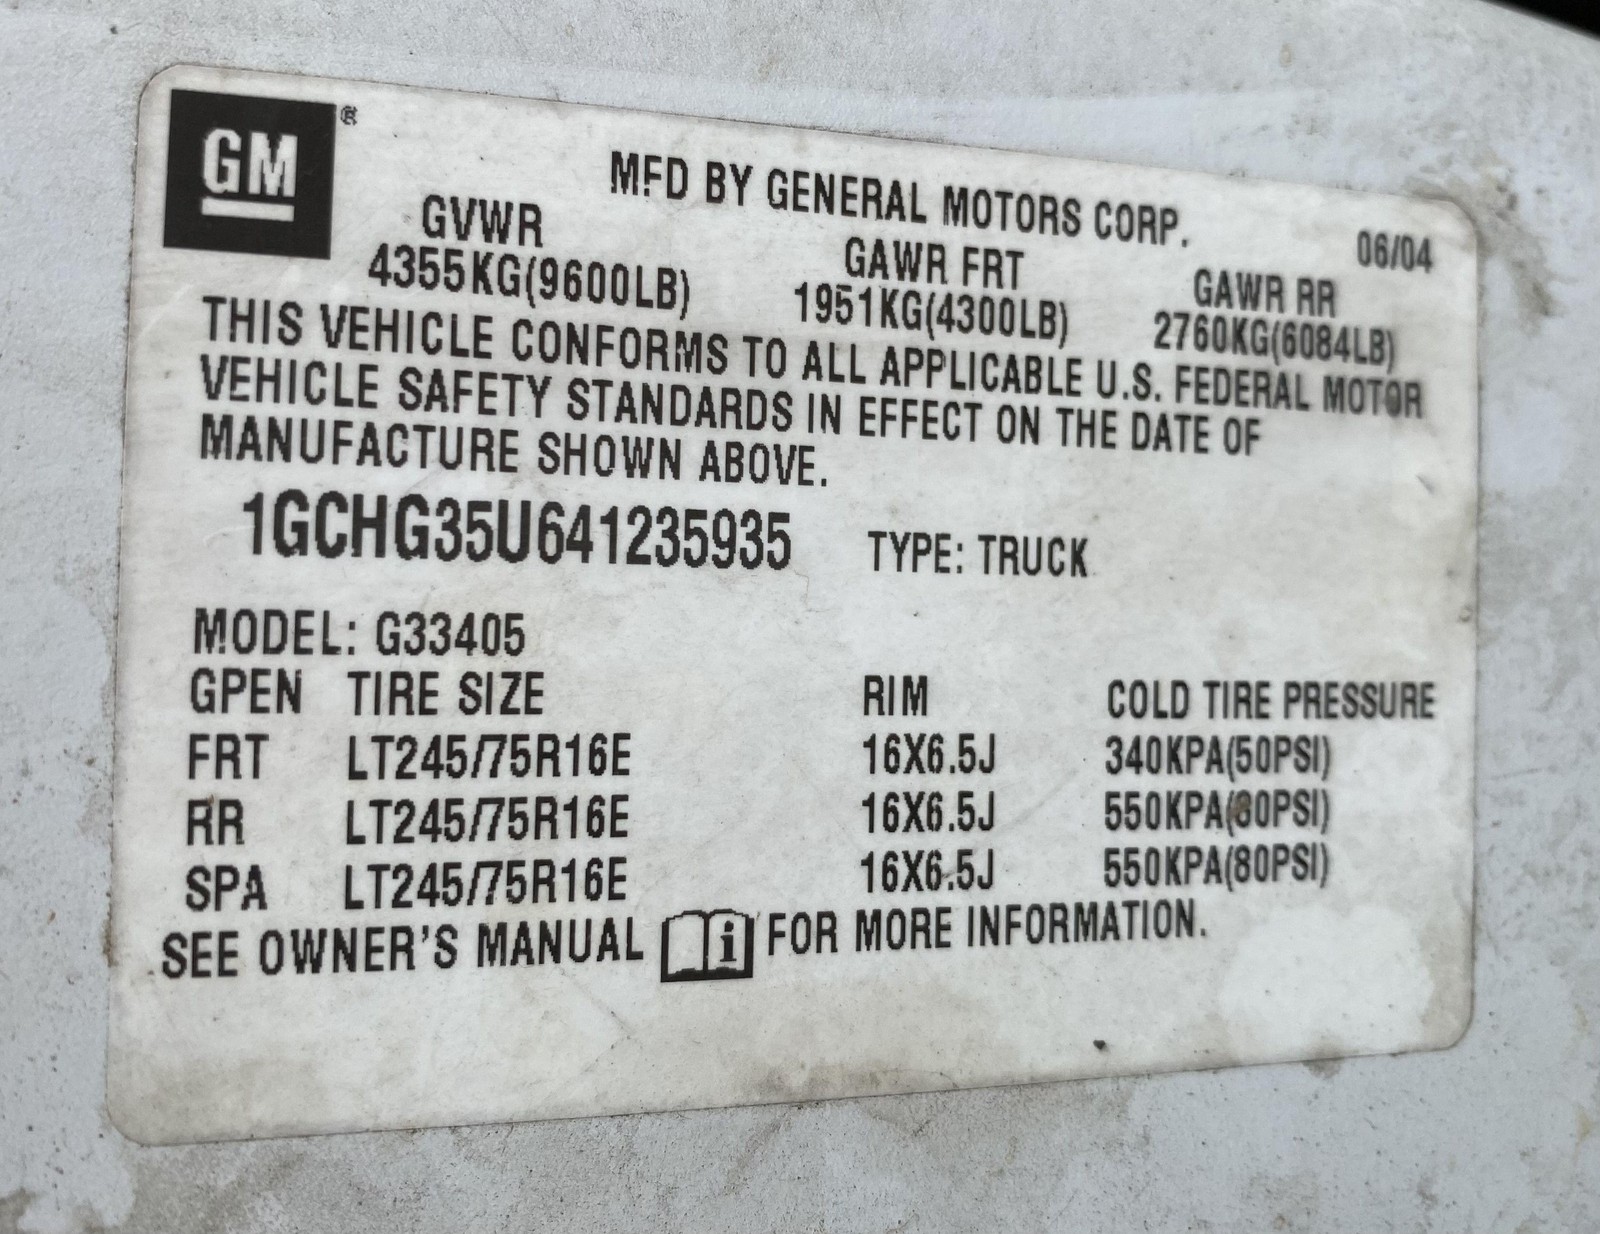 GM ®
MFD BY GENERAL MOTORS CORP.
06/04
GVWR GAWR FRT GAWR RR
4355KG(9600LB) 1951KG(4300LB) 2760KG(6084LB)
THIS VEHICLE CONFORMS TO ALL APPLICABLE U.S. FEDERAL MOTOR
VEHICLE SAFETY STANDARDS IN EFFECT ON THE DATE OF
MANUFACTURE SHOWN ABOVE.
1GCHG35U641235935 TYPE: TRUCK
MODEL: G33405
GPEN TIRE SIZE RIM COLD TIRE PRESSURE
FRT LT245/75R16E 16X6.5J 340KPA(50PSI)
RR LT245/75R16E 16X6.5J 550KPA(80PSI)
SPA LT245/75R16E 16X6.5J 550KPA(80PSI)
SEE OWNER'S MANUAL i FOR MORE INFORMATION.